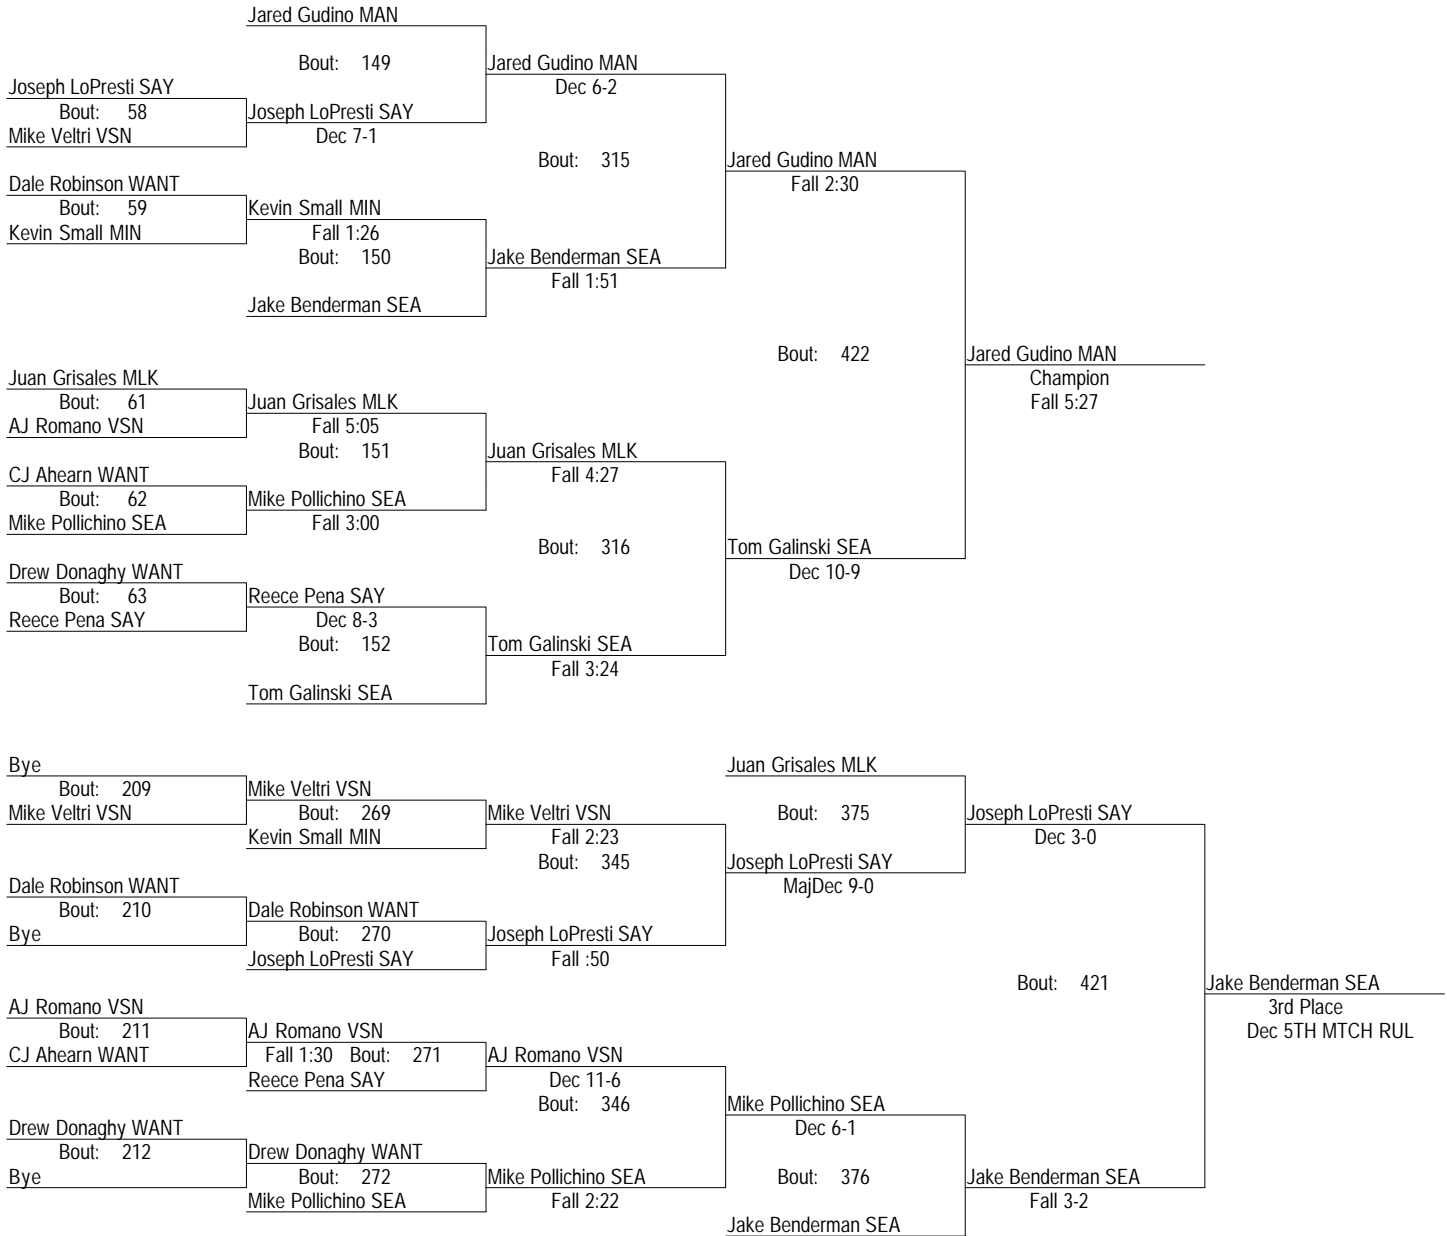 Jared Gudino MAN
Bout: 149
Jared Gudino MAN
Joseph LoPresti SAY
Dec 6-2
Bout: 58
Joseph LoPresti SAY
Mike Veltri VSN
Dec 7-1
Bout: 315
Jared Gudino MAN
Dale Robinson WANT
Fall 2:30
Bout: 59
Kevin Small MIN
Kevin Small MIN
Fall 1:26
Bout: 150
Jake Benderman SEA
Fall 1:51
Jake Benderman SEA
Bout: 422
Jared Gudino MAN
Juan Grisales MLK
Champion
Bout: 61
Juan Grisales MLK
Fall 5:27
AJ Romano VSN
Fall 5:05
Bout: 151
Juan Grisales MLK
CJ Ahearn WANT
Fall 4:27
Bout: 62
Mike Pollichino SEA
Mike Pollichino SEA
Fall 3:00
Bout: 316
Tom Galinski SEA
Drew Donaghy WANT
Dec 10-9
Bout: 63
Reece Pena SAY
Reece Pena SAY
Dec 8-3
Bout: 152
Tom Galinski SEA
Fall 3:24
Tom Galinski SEA
Bye
Juan Grisales MLK
Bout: 209
Mike Veltri VSN
Mike Veltri VSN
Bout: 269
Mike Veltri VSN
Bout: 375
Joseph LoPresti SAY
Kevin Small MIN
Fall 2:23
Dec 3-0
Bout: 345
Joseph LoPresti SAY
Dale Robinson WANT
MajDec 9-0
Bout: 210
Dale Robinson WANT
Bye
Bout: 270
Joseph LoPresti SAY
Joseph LoPresti SAY
Fall :50
Bout: 421
Jake Benderman SEA
AJ Romano VSN
3rd Place
Bout: 211
AJ Romano VSN
Dec 5TH MTCH RUL
CJ Ahearn WANT
Fall 1:30 Bout: 271
AJ Romano VSN
Reece Pena SAY
Dec 11-6
Bout: 346
Mike Pollichino SEA
Drew Donaghy WANT
Dec 6-1
Bout: 212
Drew Donaghy WANT
Bye
Bout: 272
Mike Pollichino SEA
Bout: 376
Jake Benderman SEA
Mike Pollichino SEA
Fall 2:22
Fall 3-2
Jake Benderman SEA